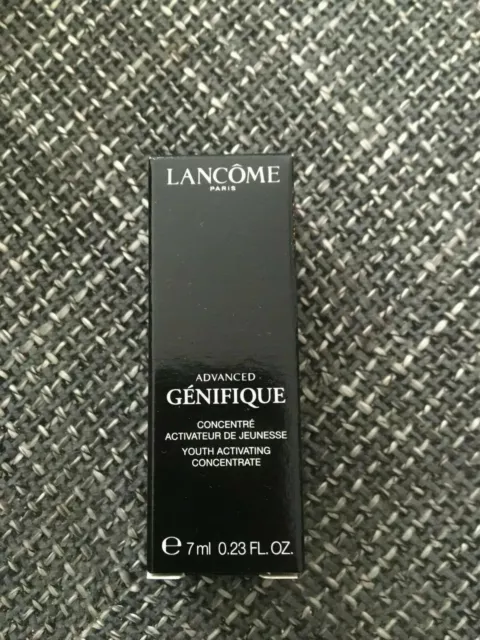 LANCÔME
PARIS
ADVANCED
GÉNIFIQUE
CONCENTRÉ
ACTIVATEUR DE JEUNESSE
YOUTH ACTIVATING
CONCENTRATE
℮ 7 ml 0.23 FL.OZ.